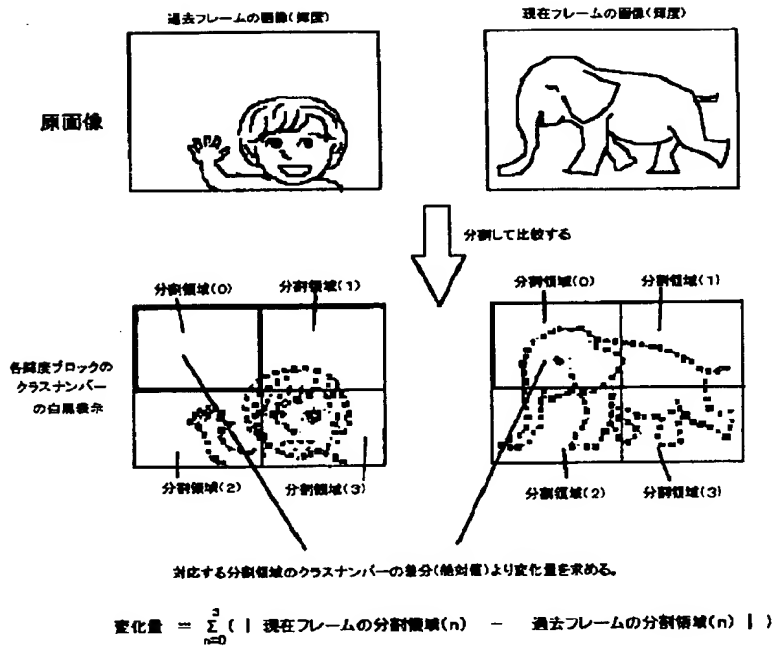 過去フレームの画像(輝度)
現在フレームの画像(輝度)
原画像
分割して比較する
分割領域(0)
分割領域(1)
分割領域(0)
分割領域(1)
各輝度ブロックの
クラスナンバー
の白黒表示
分割領域(2)
分割領域(3)
分割領域(2)
分割領域(3)
対応する分割領域のクラスナンバーの差分(絶対値)より変化量を求める。
変化量 = Σ(| 現在フレームの分割領域(n) − 過去フレームの分割領域(n) |)
3
n=0